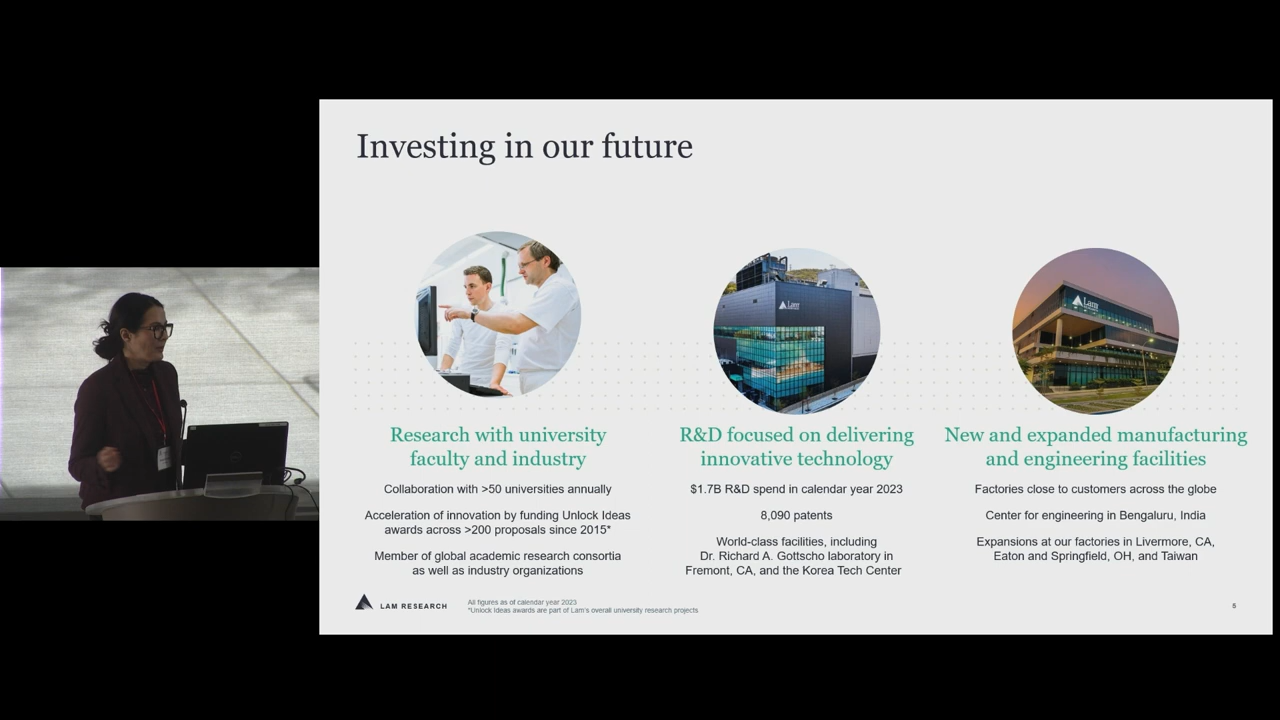 Investing in our future
Lam
Lam
Research with university
faculty and industry
Collaboration with >50 universities annually
Acceleration of innovation by funding Unlock Ideas
awards across >200 proposals since 2015*
Member of global academic research consortia
as well as industry organizations
R&D focused on delivering
innovative technology
$1.7B R&D spend in calendar year 2023
8,090 patents
World-class facilities, including
Dr. Richard A. Gottscho laboratory in
Fremont, CA, and the Korea Tech Center
New and expanded manufacturing
and engineering facilities
Factories close to customers across the globe
Center for engineering in Bengaluru, India
Expansions at our factories in Livermore, CA,
Eaton and Springfield, OH, and Taiwan
LAM RESEARCH
All figures as of calendar year 2023
*Unlock Ideas awards are part of Lam's overall university research projects
5